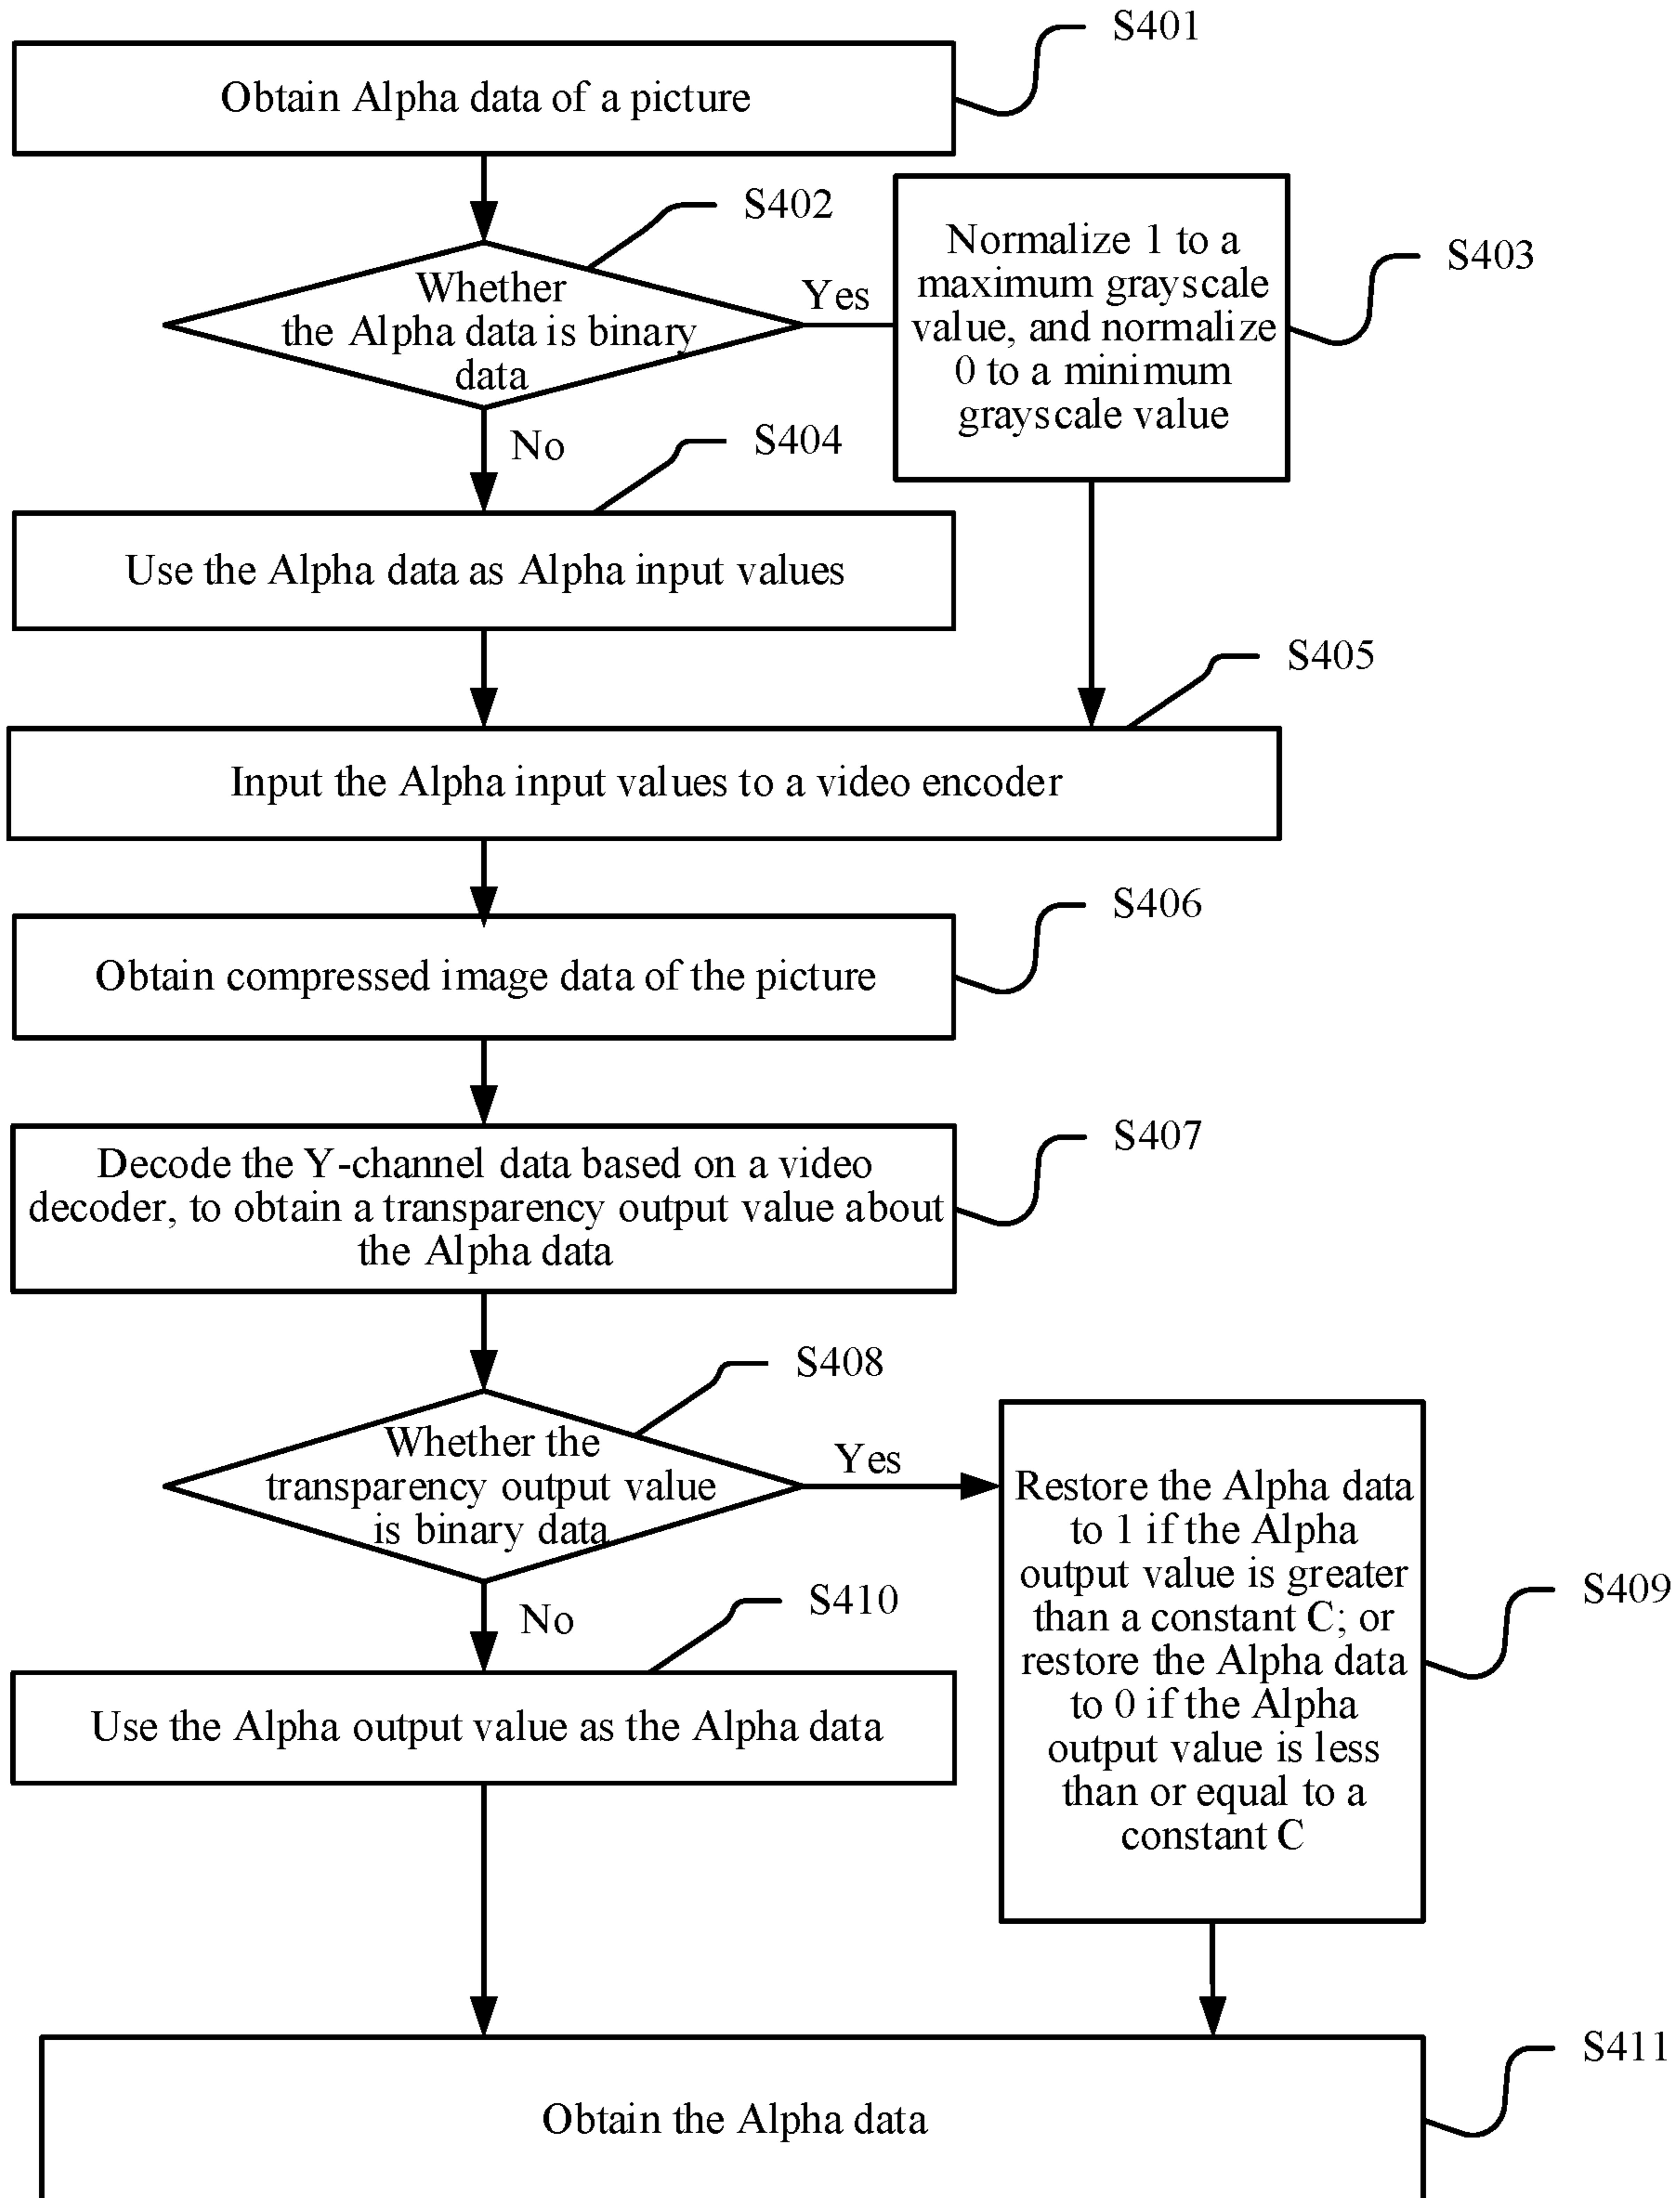 S401
Obtain Alpha data of a picture
S402
Whether
the Alpha data is binary
data
Yes
Normalize 1 to a
maximum grayscale
value, and normalize
0 to a minimum
grayscale value
S403
No
S404
Use the Alpha data as Alpha input values
S405
Input the Alpha input values to a video encoder
S406
Obtain compressed image data of the picture
S407
Decode the Y-channel data based on a video
decoder, to obtain a transparency output value about
the Alpha data
S408
Whether the
transparency output value
is binary data
Yes
Restore the Alpha data
to 1 if the Alpha
output value is greater
than a constant C; or
restore the Alpha data
to 0 if the Alpha
output value is less
than or equal to a
constant C
S409
No
S410
Use the Alpha output value as the Alpha data
S411
Obtain the Alpha data